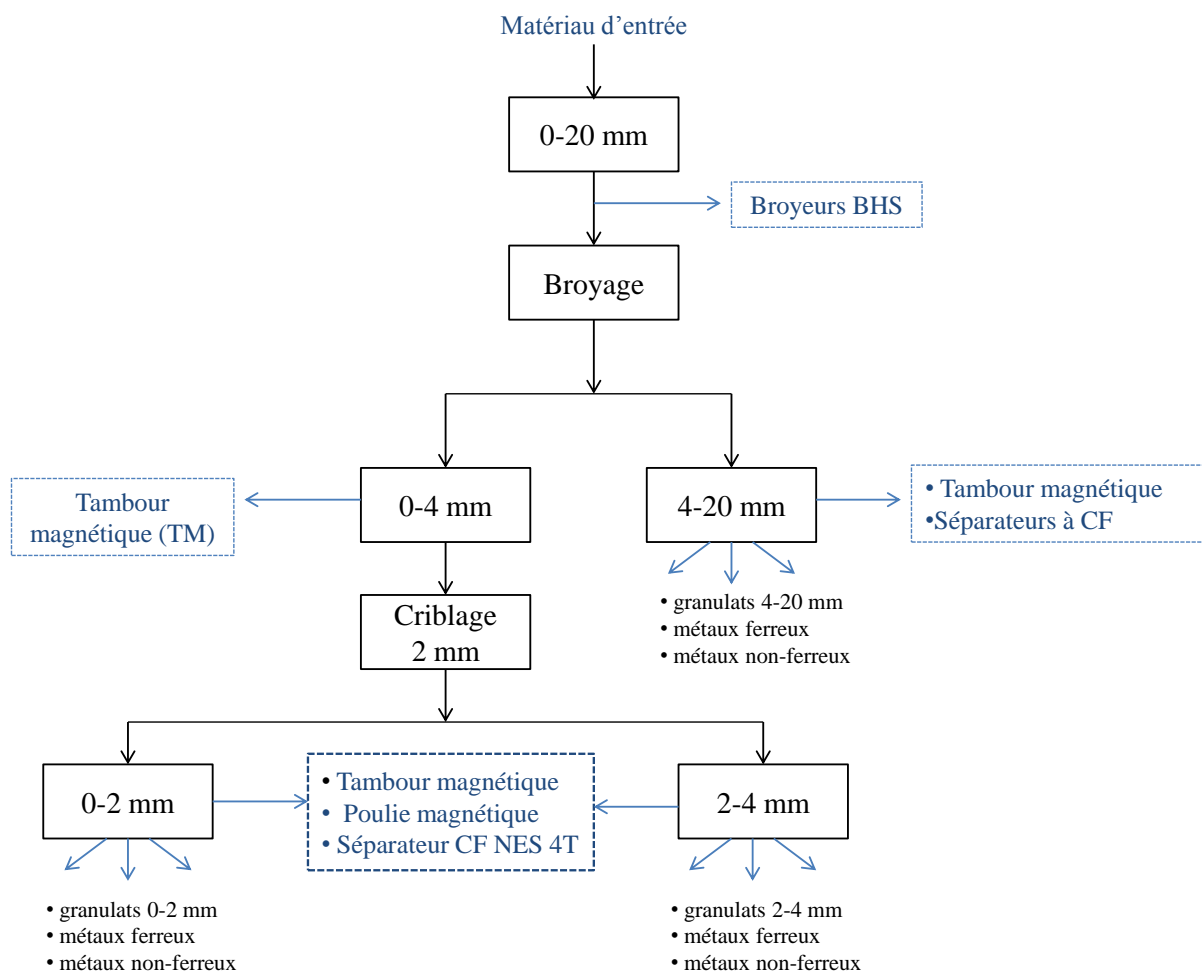 Matériau d’entrée
0-20 mm
Broyeurs BHS
Broyage
Tambour
magnétique (TM)
0-4 mm
4-20 mm
• Tambour magnétique
•Séparateurs à CF
• granulats 4-20 mm
• métaux ferreux
• métaux non-ferreux
Criblage
2 mm
0-2 mm
• Tambour magnétique
• Poulie magnétique
• Séparateur CF NES 4T
2-4 mm
• granulats 0-2 mm
• métaux ferreux
• métaux non-ferreux
• granulats 2-4 mm
• métaux ferreux
• métaux non-ferreux